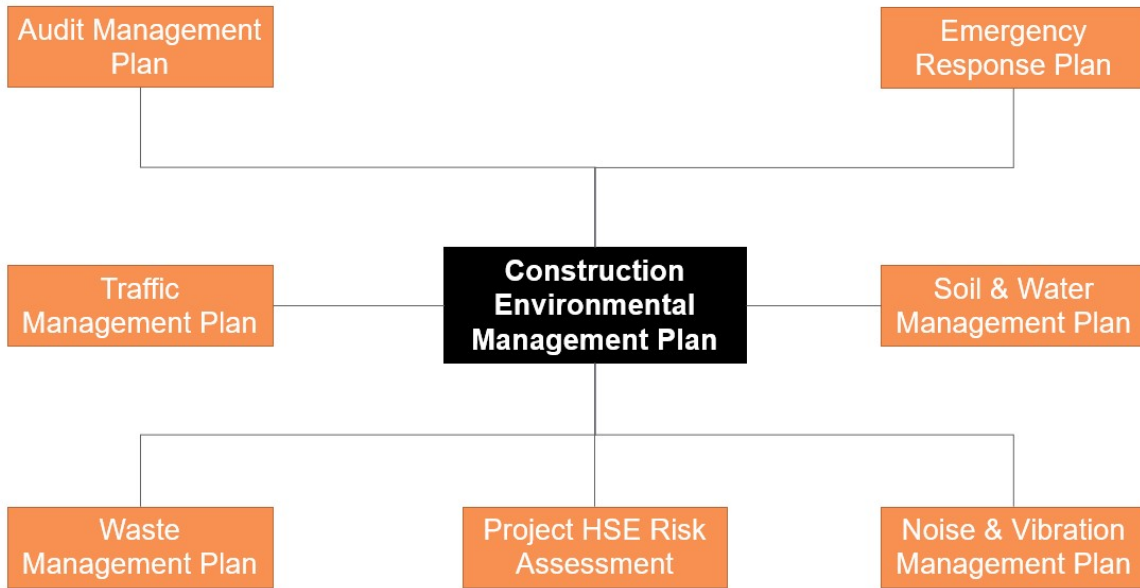 Audit Management
Plan
Emergency
Response Plan
Traffic
Management Plan
Construction
Environmental
Management Plan
Soil & Water
Management Plan
Waste
Management Plan
Project HSE Risk
Assessment
Noise & Vibration
Management Plan